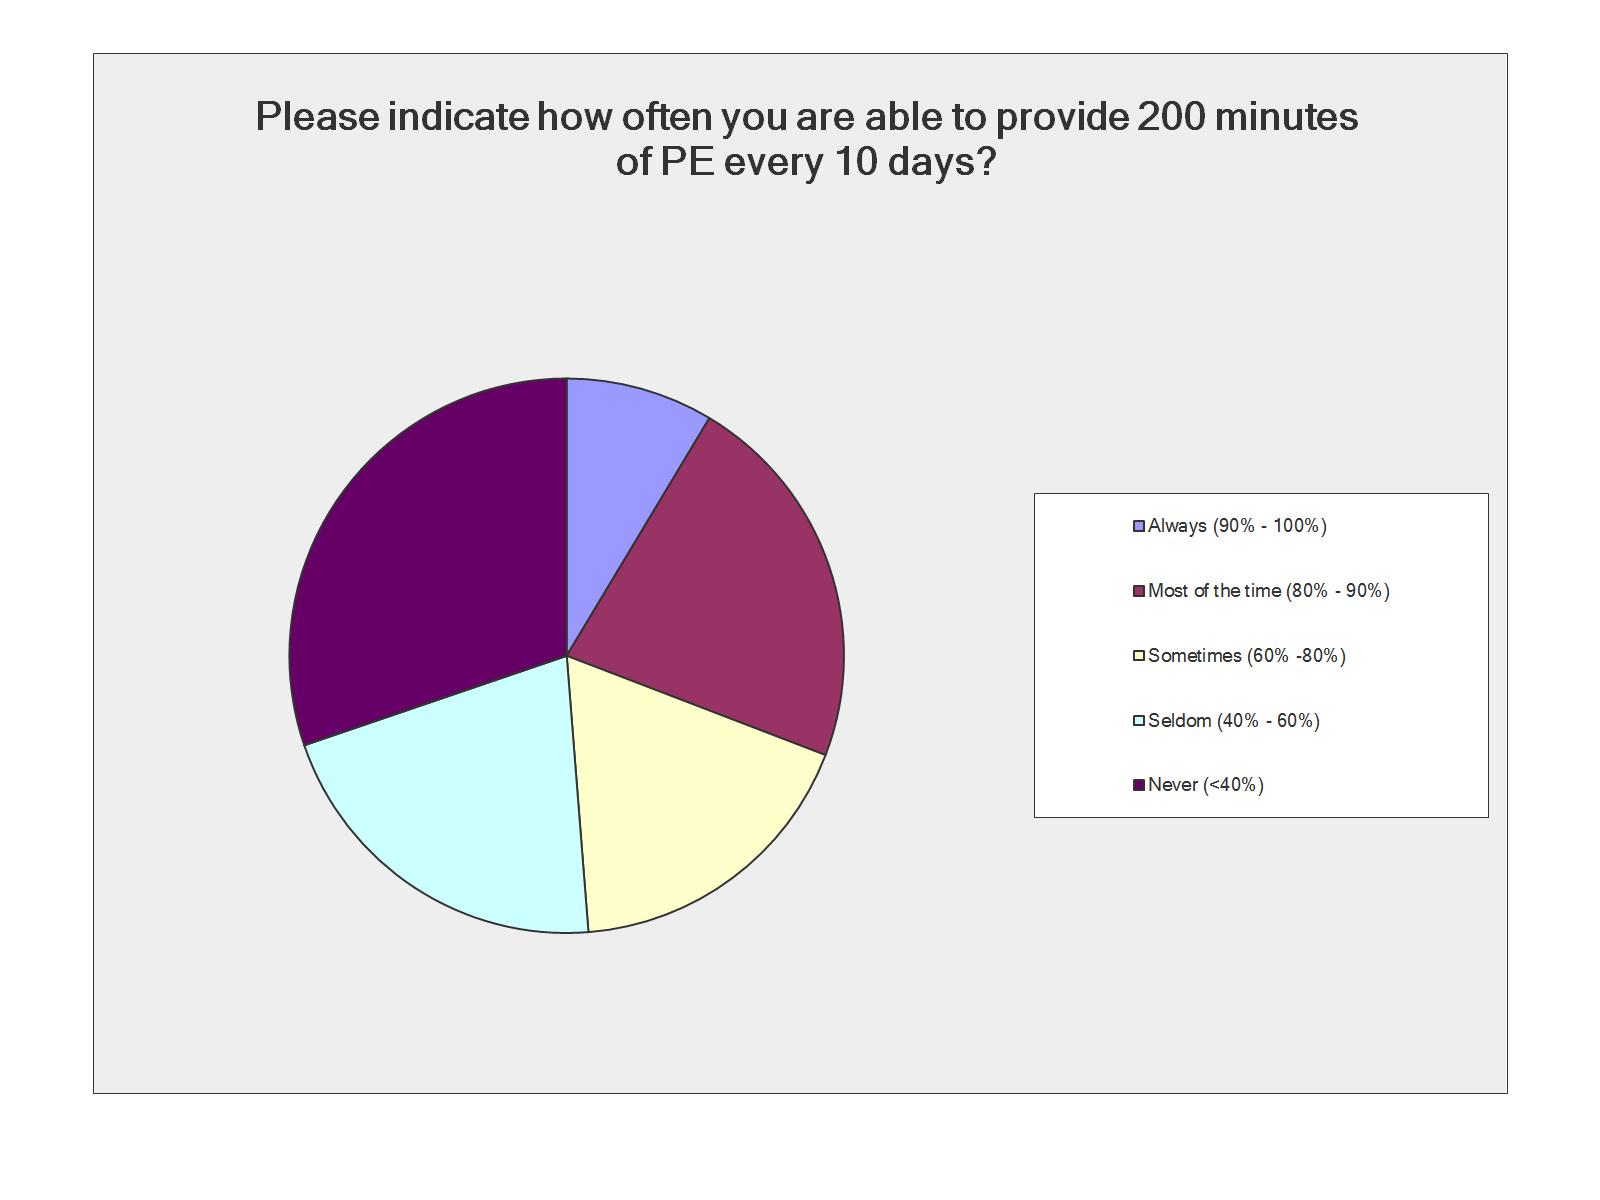 Please indicate how often you are able to provide 200 minutes
of PE every 10 days?
Always (90% - 100%)
Most of the time (80% - 90%)
Sometimes (60% -80%)
Seldom (40% - 60%)
Never (<40%)